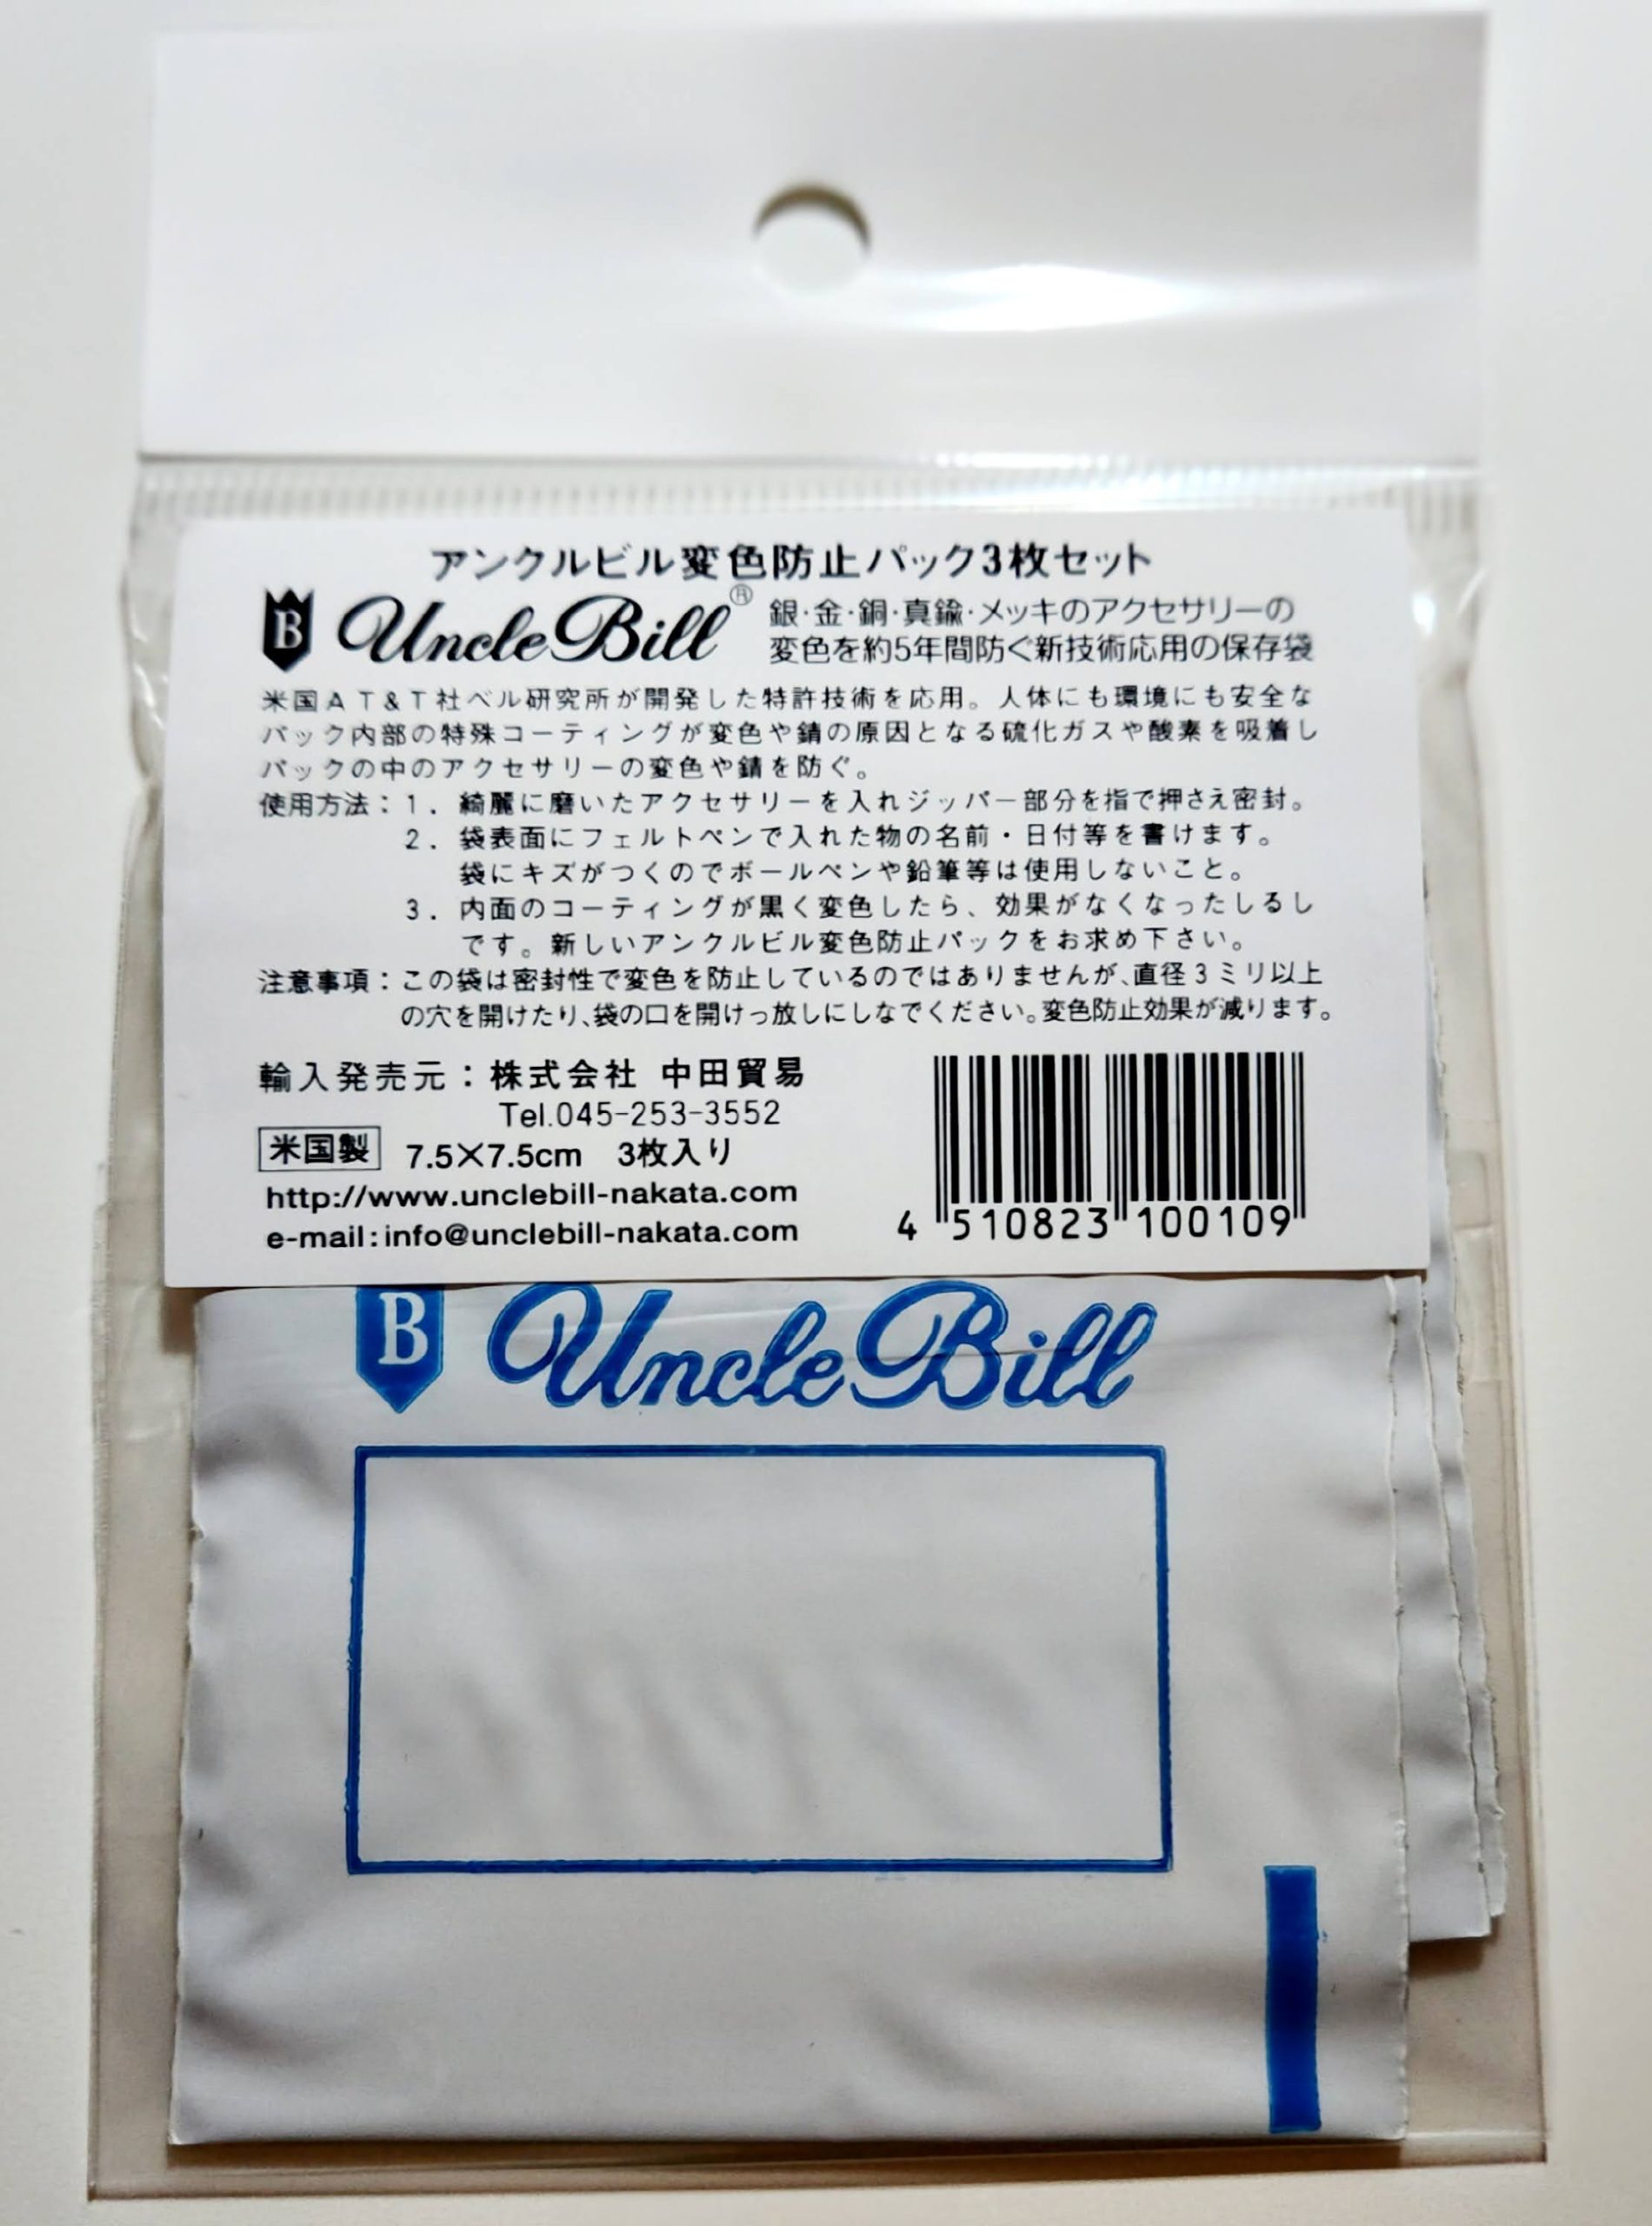 アンクルビル変色防止パック3枚セット
B Uncle Bill® 銀・金・銅・真鍮・メッキのアクセサリーの
変色を約5年間防ぐ新技術応用の保存袋
米国AT&T社ベル研究所が開発した特許技術を応用。人体にも環境にも安全な
パック内部の特殊コーティングが変色や錆の原因となる硫化ガスや酸素を吸着し
パックの中のアクセサリーの変色や錆を防ぐ。
使用方法：1．綺麗に磨いたアクセサリーを入れジッパー部分を指で押さえ密封。
2．袋表面にフェルトペンで入れた物の名前・日付等を書けます。
袋にキズがつくのでボールペンや鉛筆等は使用しないこと。
3．内面のコーティングが黒く変色したら、効果がなくなったしるし
です。新しいアンクルビル変色防止パックをお求め下さい。
注意事項：この袋は密封性で変色を防止しているのではありませんが、直径3ミリ以上
の穴を開けたり、袋の口を開けっ放しにしなでください。変色防止効果が減ります。
輸入発売元：株式会社 中田貿易
Tel.045-253-3552
米国製 7.5×7.5cm 3枚入り
http://www.unclebill-nakata.com
e-mail:info@unclebill-nakata.com
4 510823 100109
B Uncle Bill